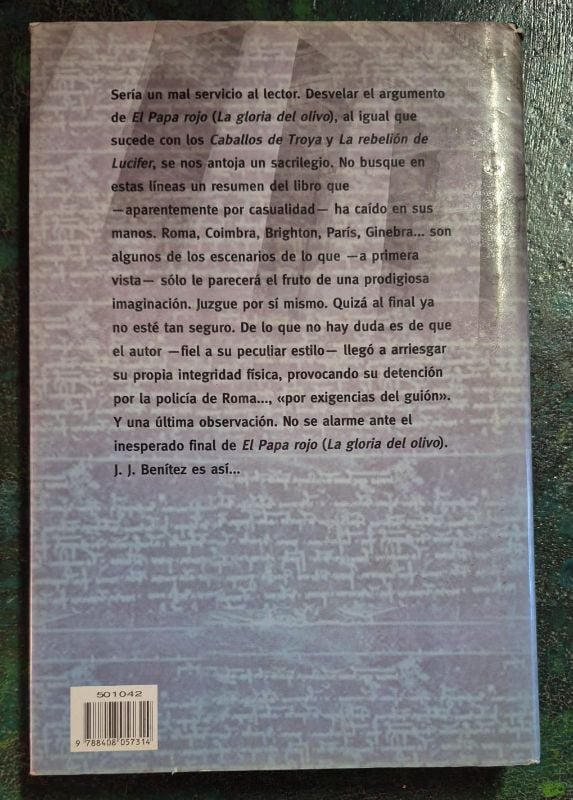 Sería un mal servicio al lector. Desvelar el argumento
de El Papa rojo (La gloria del olivo), al igual que
sucede con los Caballos de Troya y La rebelión de
Lucifer, se nos antoja un sacrilegio. No busque en
estas líneas un resumen del libro que
—aparentemente por casualidad— ha caído en sus
manos. Roma, Coimbra, Brighton, París, Ginebra... son
algunos de los escenarios de lo que —a primera
vista— sólo le parecerá el fruto de una prodigiosa
imaginación. Juzgue por sí mismo. Quizá al final ya
no esté tan seguro. De lo que no hay duda es de que
el autor —fiel a su peculiar estilo— llegó a arriesgar
su propia integridad física, provocando su detención
por la policía de Roma..., «por exigencias del guión».
Y una última observación. No se alarme ante el
inesperado final de El Papa rojo (La gloria del olivo).
J. J. Benítez es así...
501042
9 788408 057314